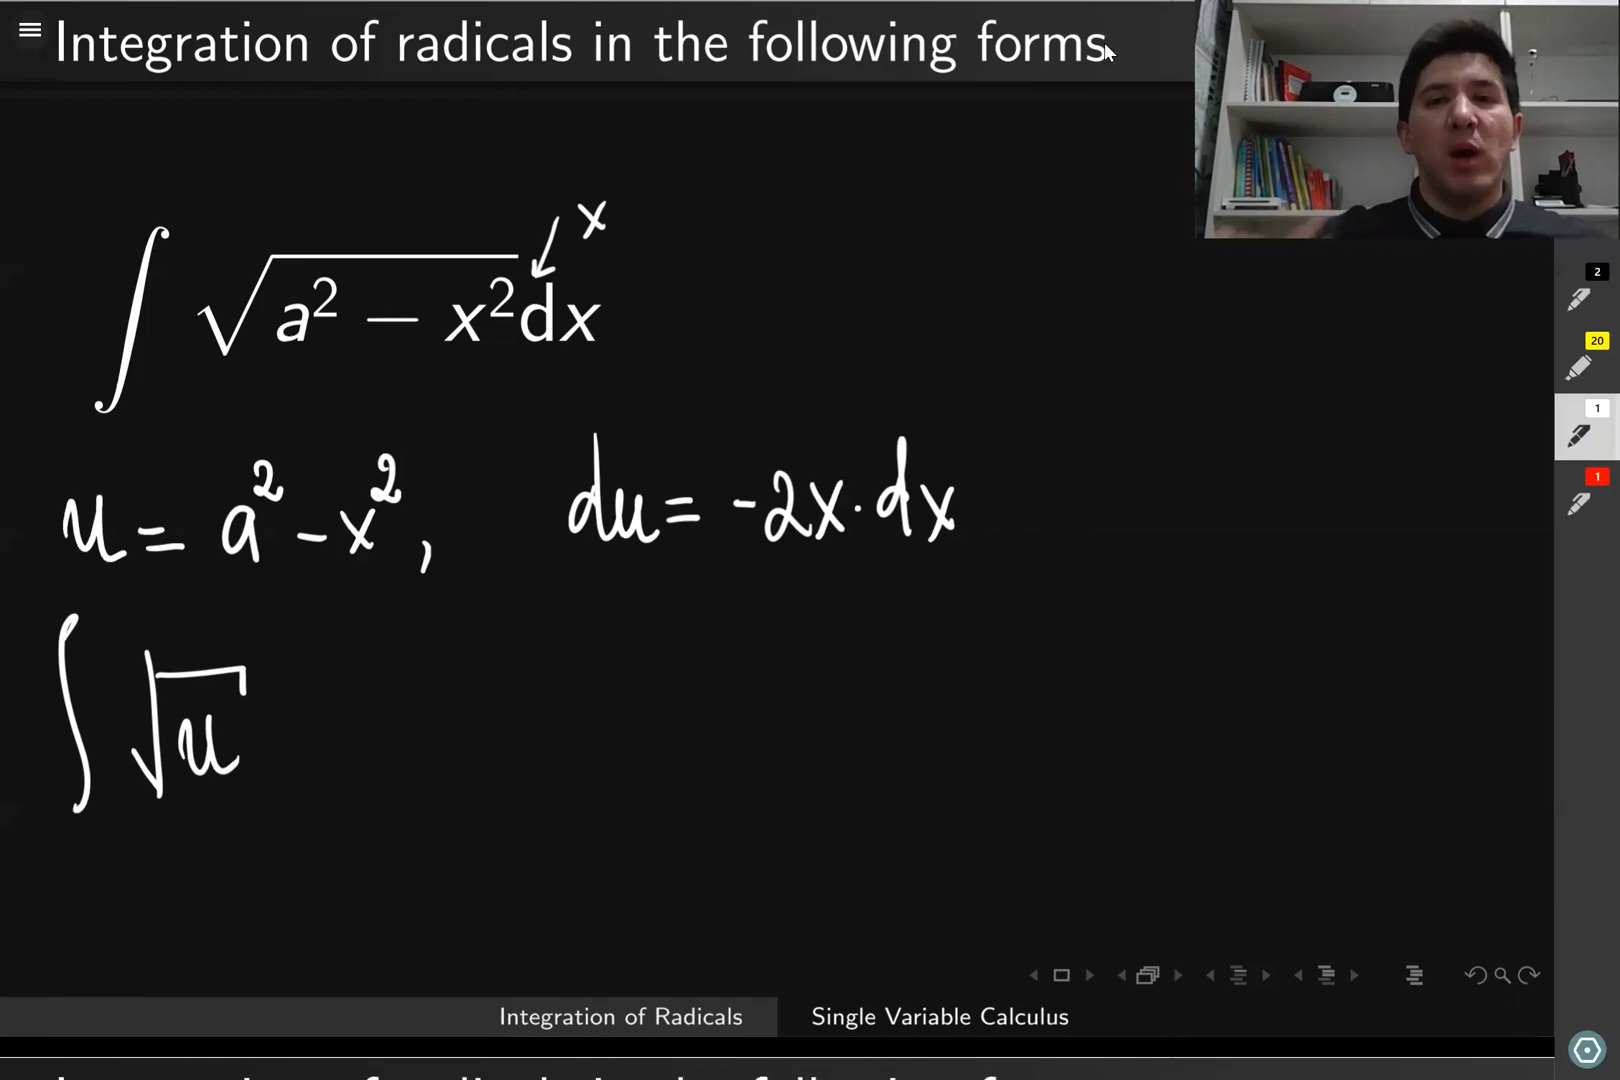 Integration of radicals in the following forms
x
∫ √a² − x² dx
u = a² - x², du = -2x·dx
∫ √u
2
20
1
1
Integration of Radicals Single Variable Calculus